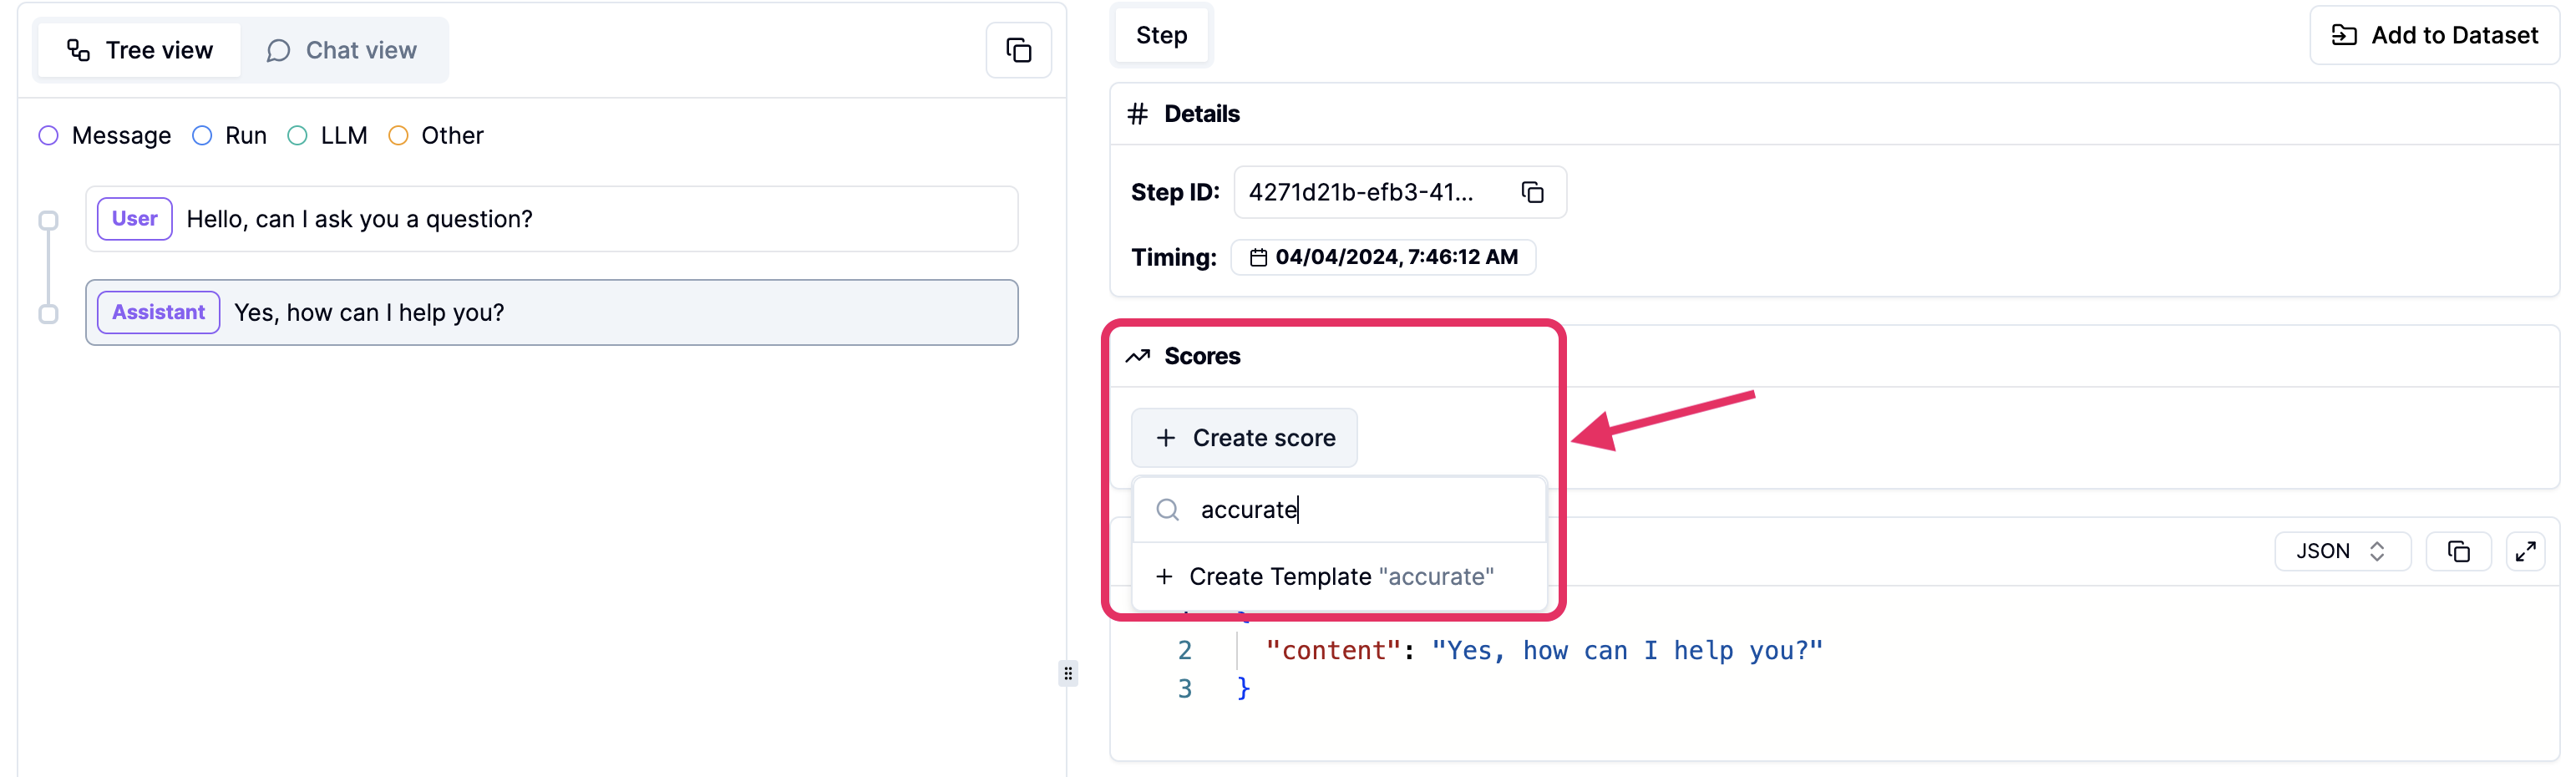 Tree view
Chat view
Message Run LLM Other
User Hello, can I ask you a question?
Assistant Yes, how can I help you?
Step
Add to Dataset
# Details
Step ID: 4271d21b-efb3-41...
Timing: 04/04/2024, 7:46:12 AM
Scores
+ Create score
accurate
+ Create Template "accurate"
JSON
2 "content": "Yes, how can I help you?"
3 }